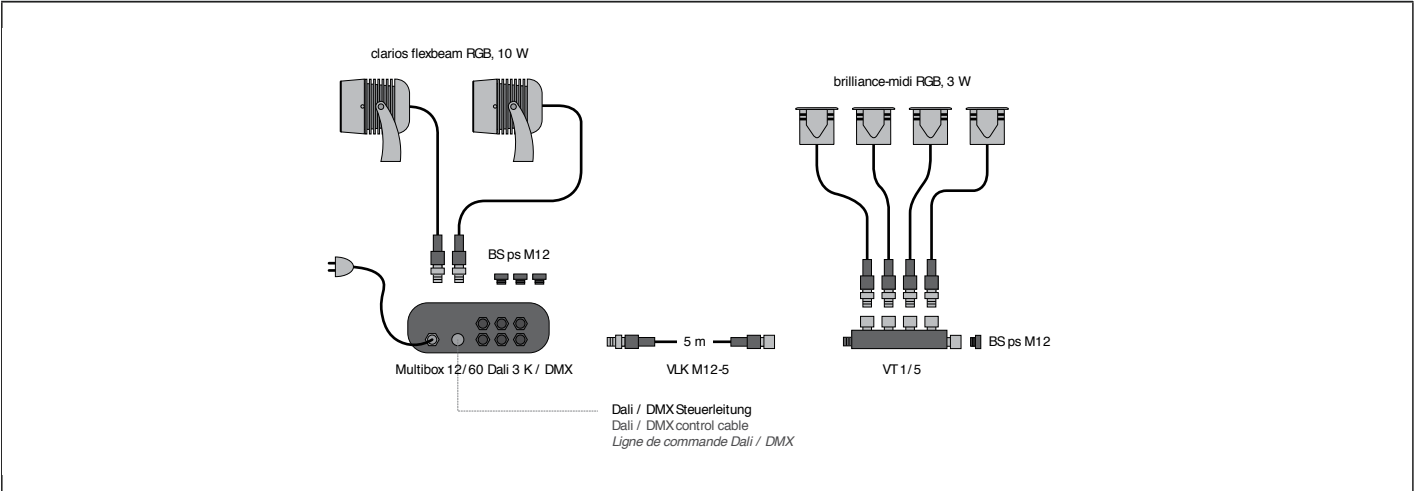 clarios flexbeam RGB, 10 W
brilliance-midi RGB, 3 W
BS ps M12
5 m
BS ps M12
Multibox 12/60 Dali 3 K / DMX
VLK M12-5
VT 1/5
Dali / DMX Steuerleitung
Dali / DMX control cable
Ligne de commande Dali / DMX